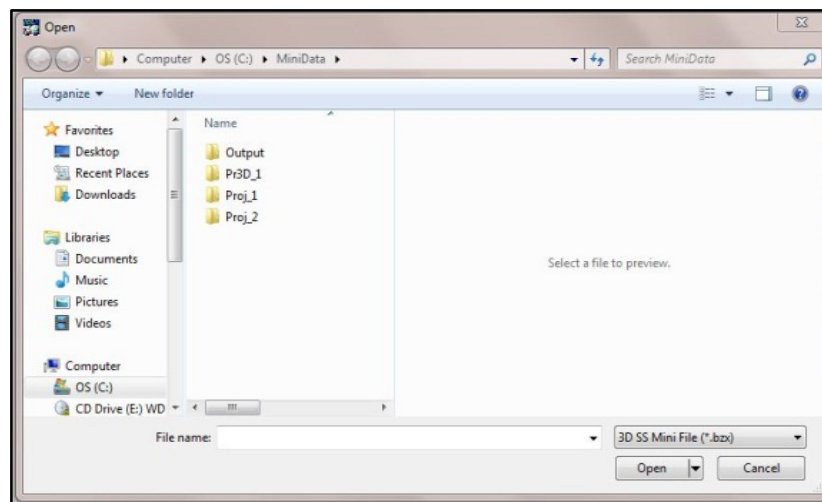 Open
Computer OS (C:) MiniData
Search MiniData
Organize New folder
Favorites
Desktop
Recent Places
Downloads
Libraries
Documents
Music
Pictures
Videos
Computer
OS (C:)
CD Drive (E:) WD
Name
Output
Pr3D_1
Proj_1
Proj_2
Select a file to preview.
File name:
3D SS Mini File (*.bzx)
Open Cancel